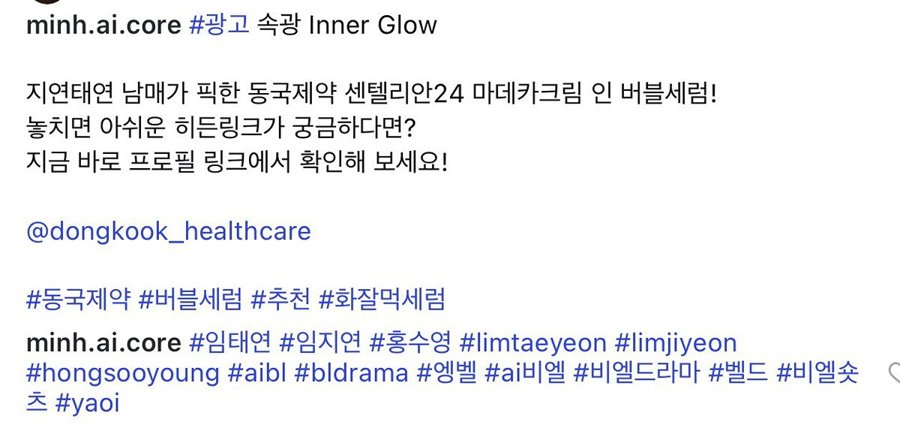 minh.ai.core #광고 속광 Inner Glow
지연태연 남매가 픽한 동국제약 센텔리안24 마데카크림 인 버블세럼!
놓치면 아쉬운 히든링크가 궁금하다면?
지금 바로 프로필 링크에서 확인해 보세요!
@dongkook_healthcare
#동국제약 #버블세럼 #추천 #화잘먹세럼
minh.ai.core #임태연 #임지연 #홍수영 #limtaeyeon #limjiyeon
#hongsooyoung #aibl #bldrama #엥벨 #ai비엘 #비엘드라마 #벨드 #비엘숏
츠 #yaoi